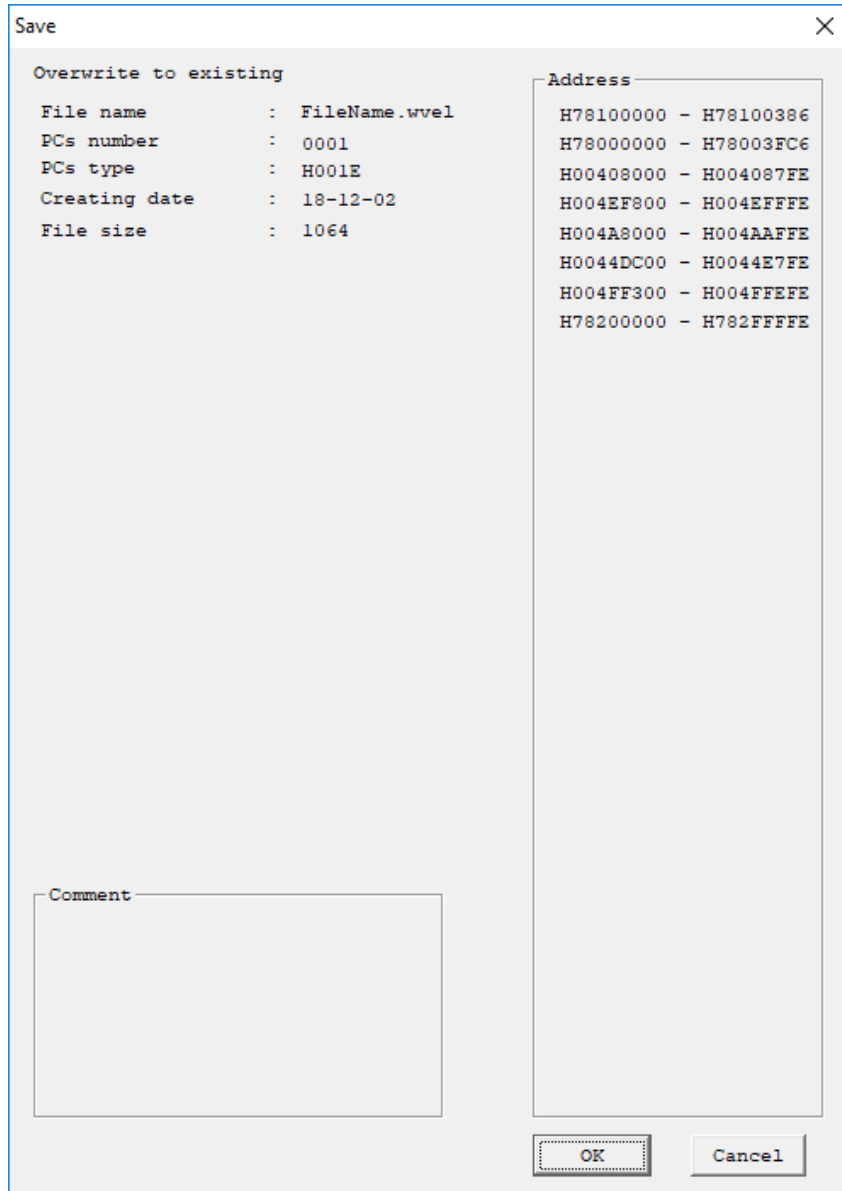 Save
Overwrite to existing
File name : FileName.wvel
PCs number : 0001
PCs type : H001E
Creating date : 18-12-02
File size : 1064
Address
H78100000 - H78100386
H78000000 - H78003FC6
H00408000 - H004087FE
H004EF800 - H004EFFFE
H004A8000 - H004AAFFE
H0044DC00 - H0044E7FE
H004FF300 - H004FFEFE
H78200000 - H782FFFFE
Comment
OK Cancel